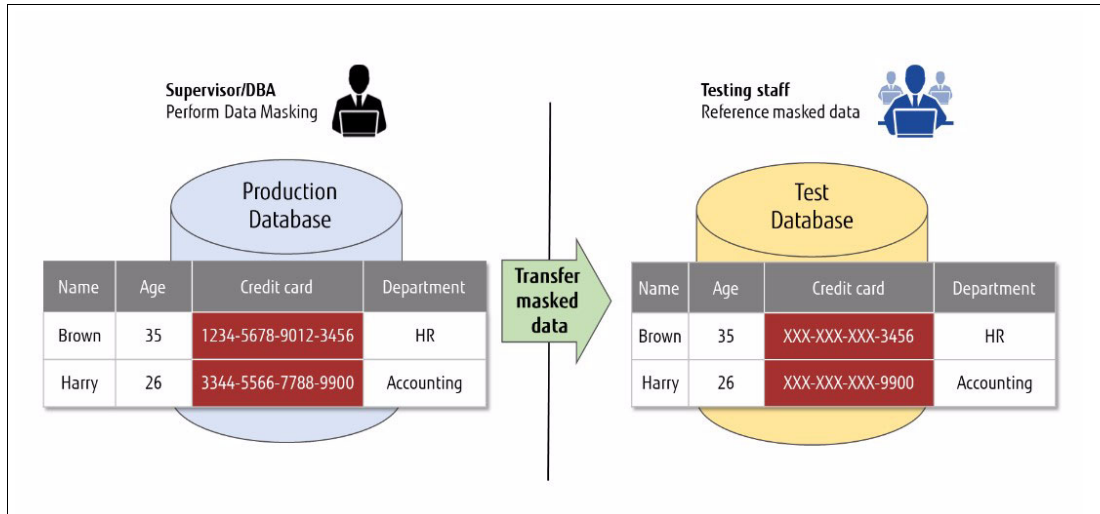 Supervisor/DBA
Perform Data Masking
Testing staff
Reference masked data
Production
Database
Test
Database
Transfer
masked
data
Name Age Credit card Department
Brown 35 1234-5678-9012-3456 HR
Harry 26 3344-5566-7788-9900 Accounting
Name Age Credit card Department
Brown 35 XXX-XXX-XXX-3456 HR
Harry 26 XXX-XXX-XXX-9900 Accounting